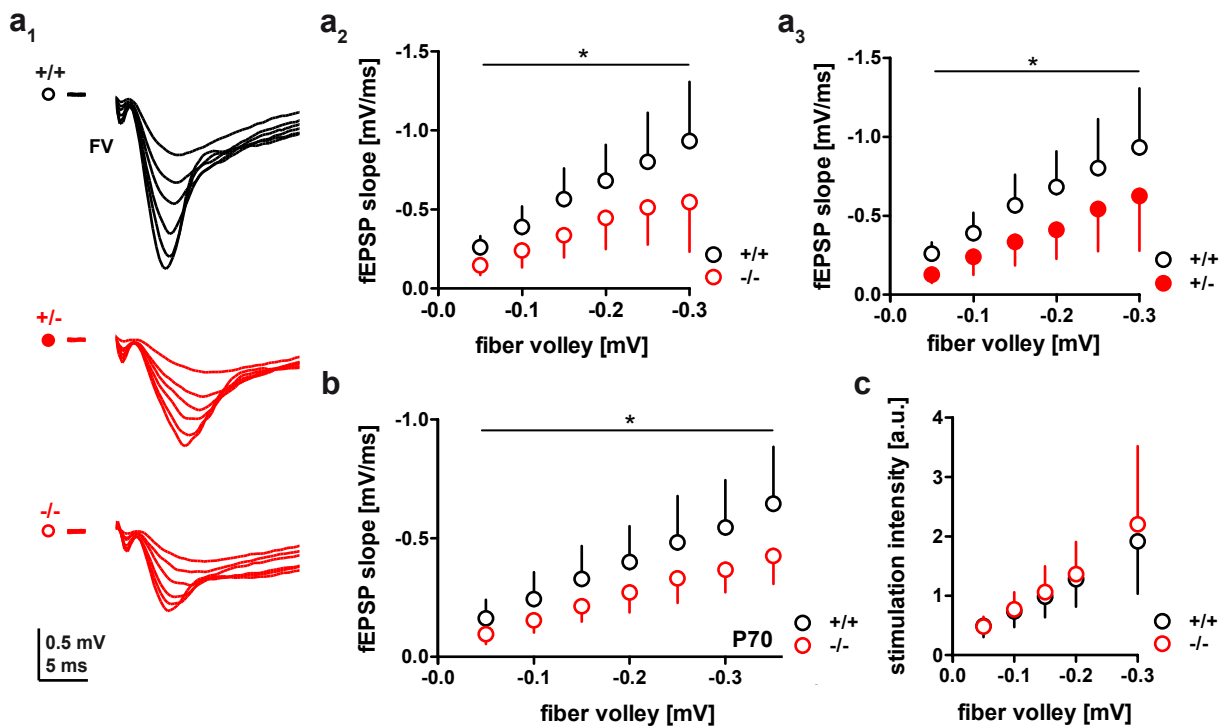 a1
+/+
FV
+/-
-/-
0.5 mV
5 ms
a2
*
-1.5
-1.0
-0.5
0.0
fEPSP slope [mV/ms]
-0.0 -0.1 -0.2 -0.3
fiber volley [mV]
+/+
-/-
a3
*
-1.5
-1.0
-0.5
0.0
fEPSP slope [mV/ms]
-0.0 -0.1 -0.2 -0.3
fiber volley [mV]
+/+
+/-
b
*
-1.0
-0.5
0.0
fEPSP slope [mV/ms]
-0.0 -0.1 -0.2 -0.3
fiber volley [mV]
P70
+/+
-/-
c
4
3
2
1
0
stimulation intensity [a.u.]
0.0 -0.1 -0.2 -0.3
fiber volley [mV]
+/+
-/-